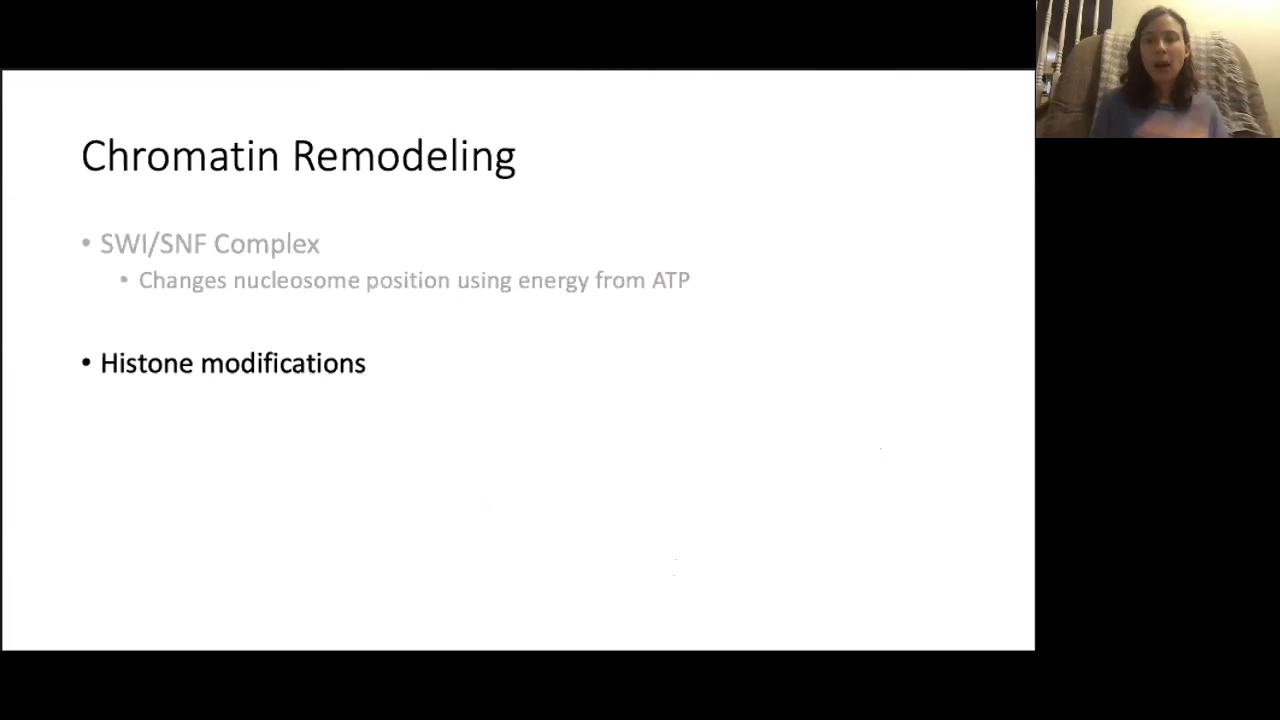 Chromatin Remodeling
• SWI/SNF Complex
• Changes nucleosome position using energy from ATP
• Histone modifications